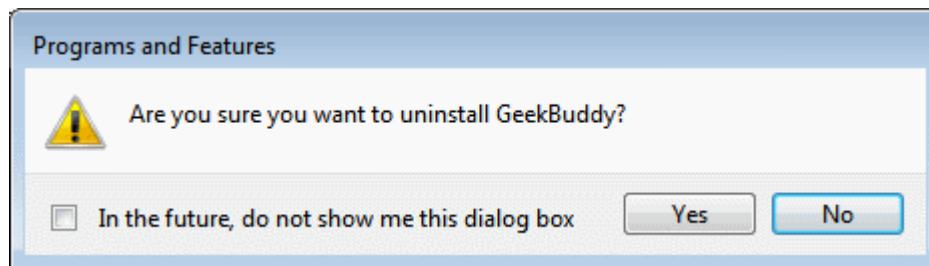 Programs and Features
Are you sure you want to uninstall GeekBuddy?
In the future, do not show me this dialog box
Yes
No